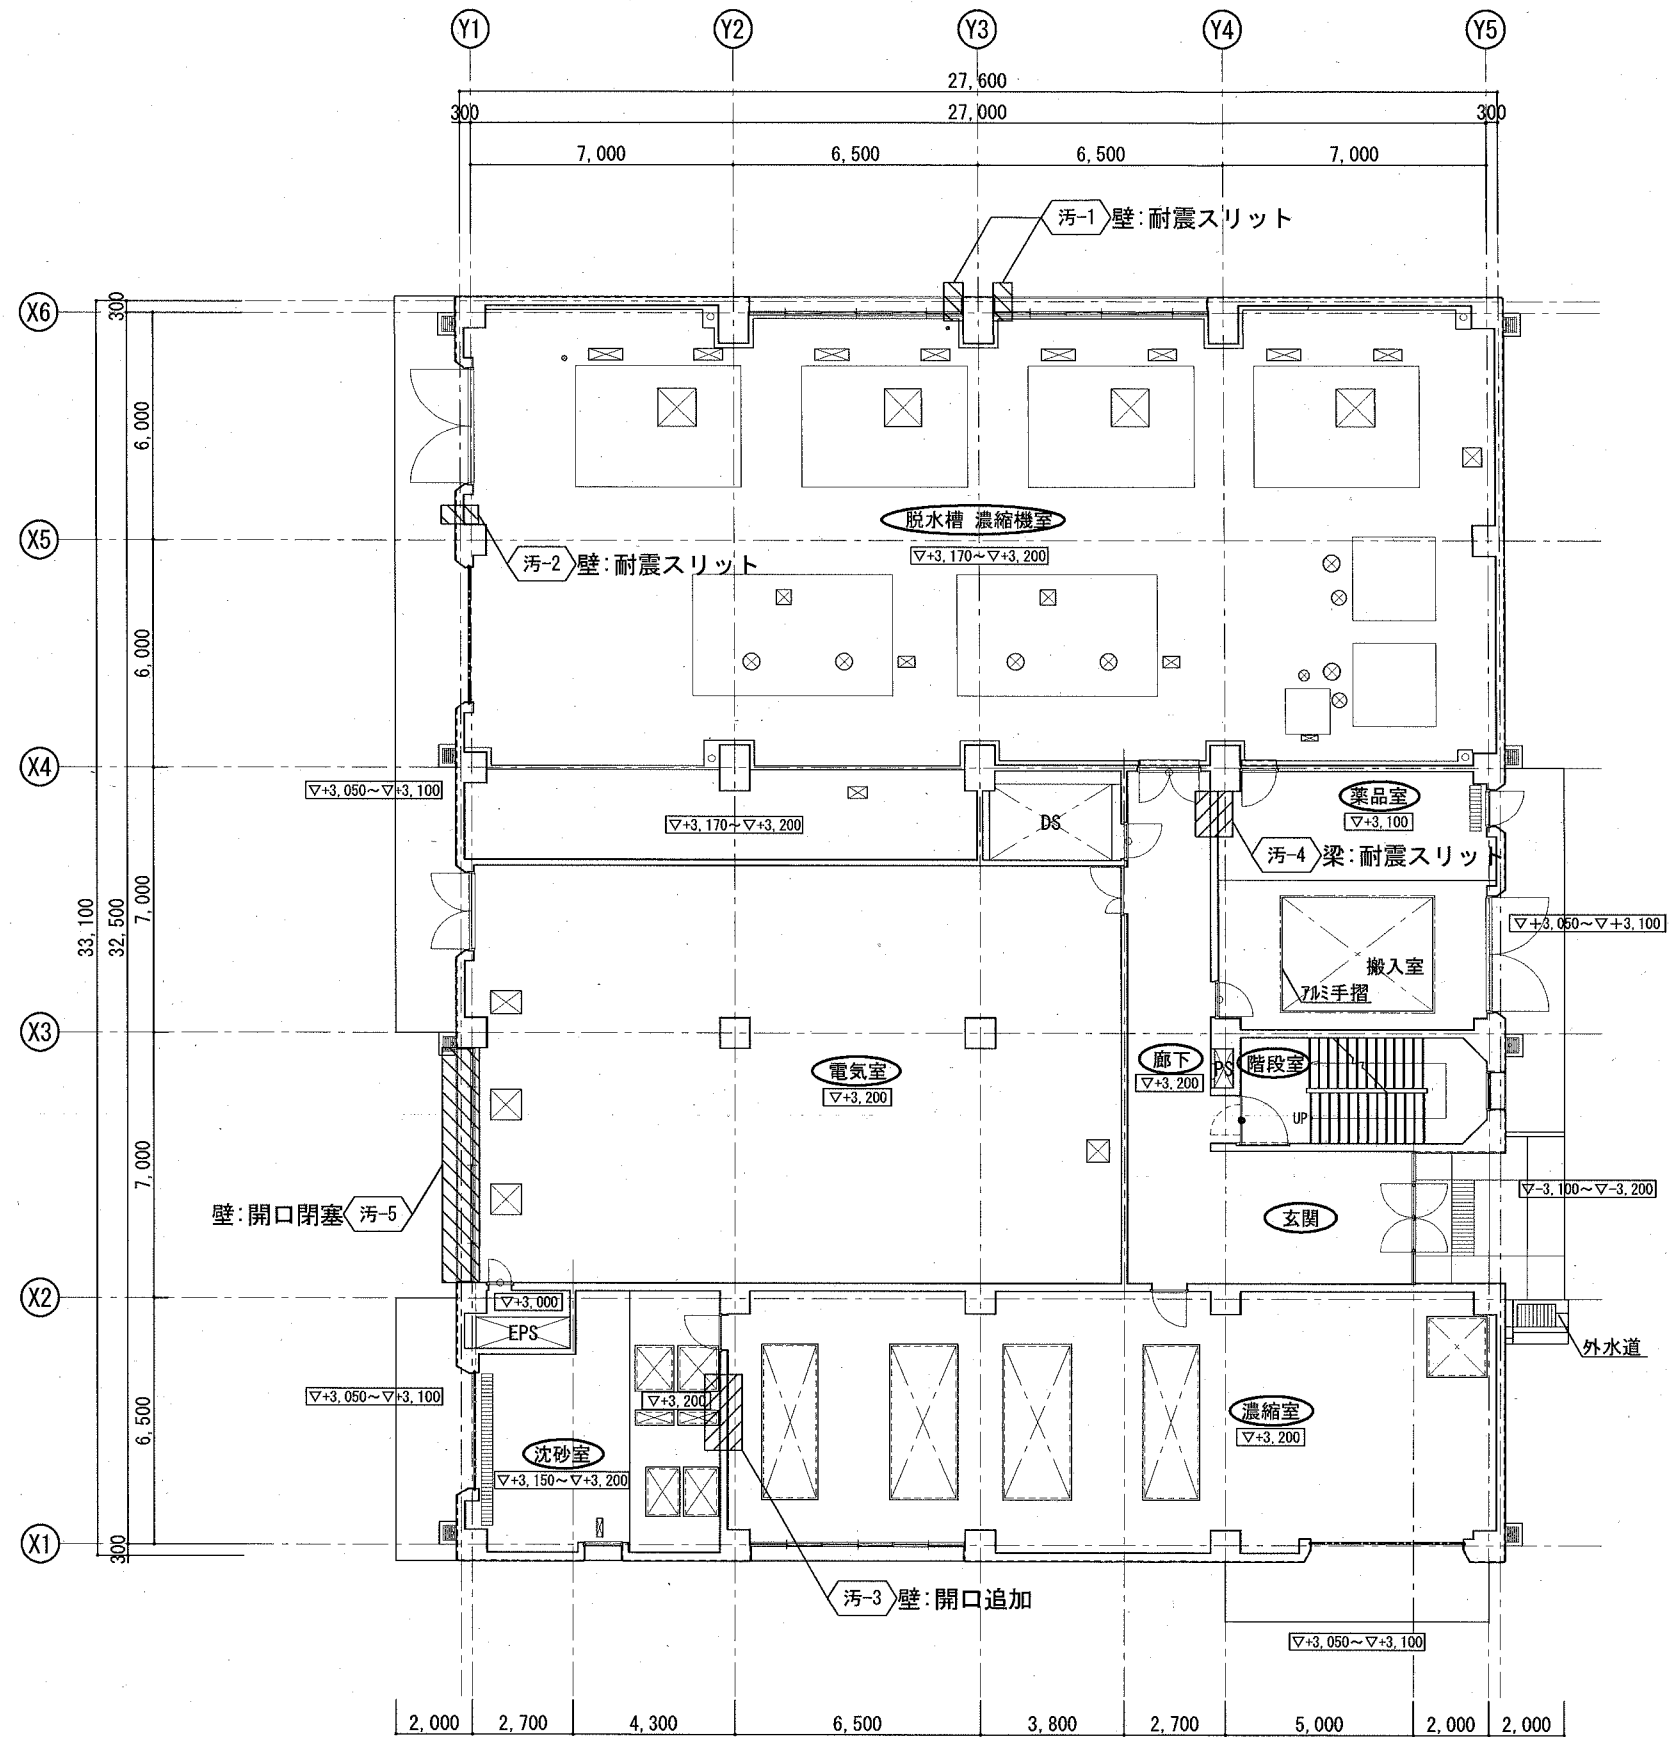 Y1
Y2
Y3
Y4
Y5
27,600
300
27,000
300
7,000
6,500
6,500
7,000
汚-1
壁:耐震スリット
X6
300
6,000
脱水槽 濃縮機室
X5
▽+3,170~▽+3,200
汚-2
壁:耐震スリット
6,000
X4
▽+3,050~▽+3,100
薬品室
▽+3,170~▽+3,200
DS
▽+3,100
汚-4
梁:耐震スリット
33,100
32,500
7,000
▽+3,050~▽+3,100
搬入室
アルミ手摺
X3
電気室
▽+3,200
廊下
▽+3,200
PS
階段室
UP
7,000
▽-3,100~▽-3,200
壁:開口閉塞
汚-5
玄関
X2
▽+3,000
EPS
外水道
▽+3,050~▽+3,100
▽+3,200
6,500
濃縮室
▽+3,200
沈砂室
▽+3,150~▽+3,200
X1
300
汚-3
壁:開口追加
▽+3,050~▽+3,100
2,000
2,700
4,300
6,500
3,800
2,700
5,000
2,000
2,000